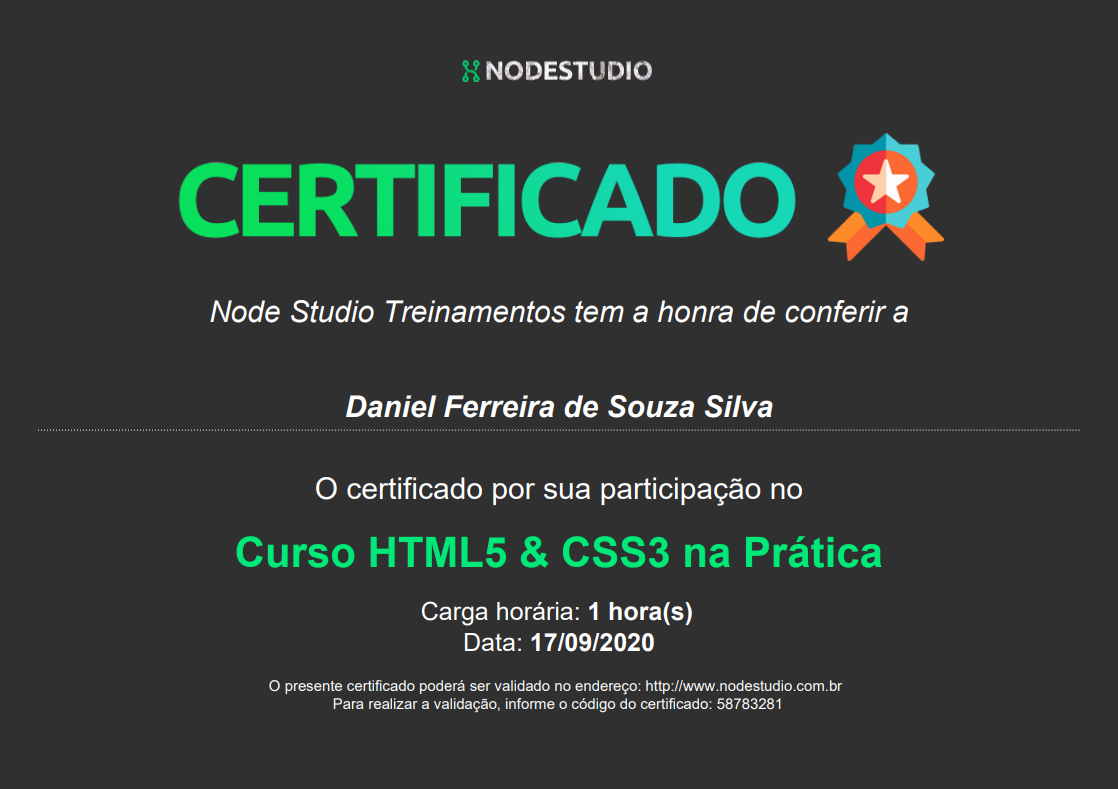 NODESTUDIO
CERTIFICADO
Node Studio Treinamentos tem a honra de conferir a
Daniel Ferreira de Souza Silva
O certificado por sua participação no
Curso HTML5 & CSS3 na Prática
Carga horária: 1 hora(s)
Data: 17/09/2020
O presente certificado poderá ser validado no endereço: http://www.nodestudio.com.br
Para realizar a validação, informe o código do certificado: 58783281